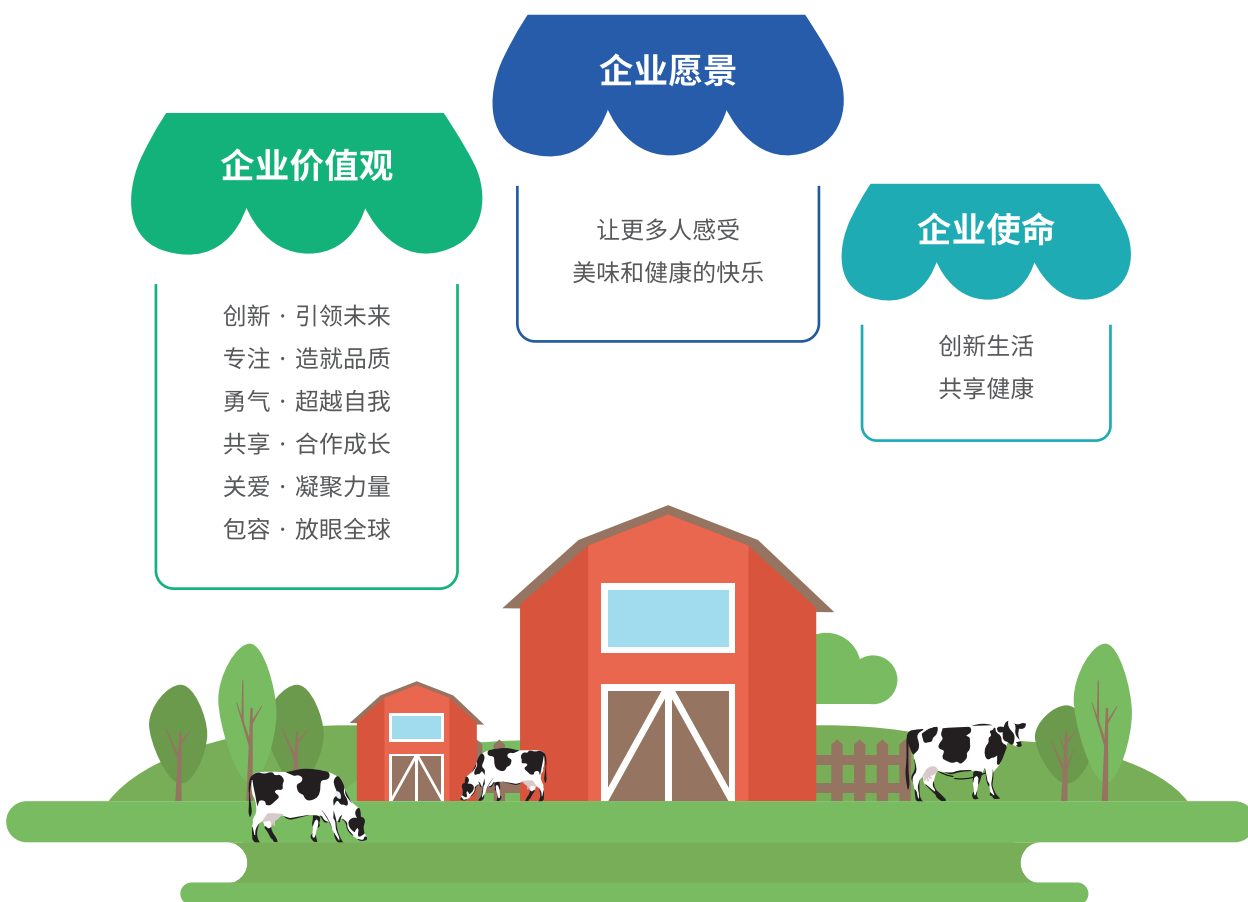 企业价值观
创新 · 引领未来
专注 · 造就品质
勇气 · 超越自我
共享 · 合作成长
关爱 · 凝聚力量
包容 · 放眼全球
企业愿景
让更多人感受
美味和健康的快乐
企业使命
创新生活
共享健康